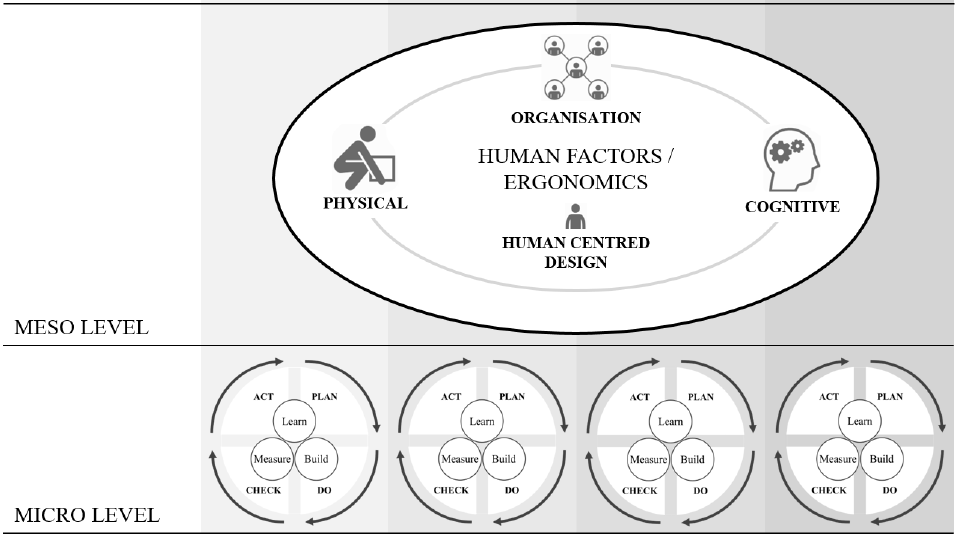 ORGANISATION
HUMAN FACTORS /
ERGONOMICS
PHYSICAL
COGNITIVE
HUMAN CENTRED
DESIGN
MESO LEVEL
ACT PLAN
Learn
Measure Build
CHECK DO
ACT PLAN
Learn
Measure Build
CHECK DO
ACT PLAN
Learn
Measure Build
CHECK DO
ACT PLAN
Learn
Measure Build
CHECK DO
MICRO LEVEL